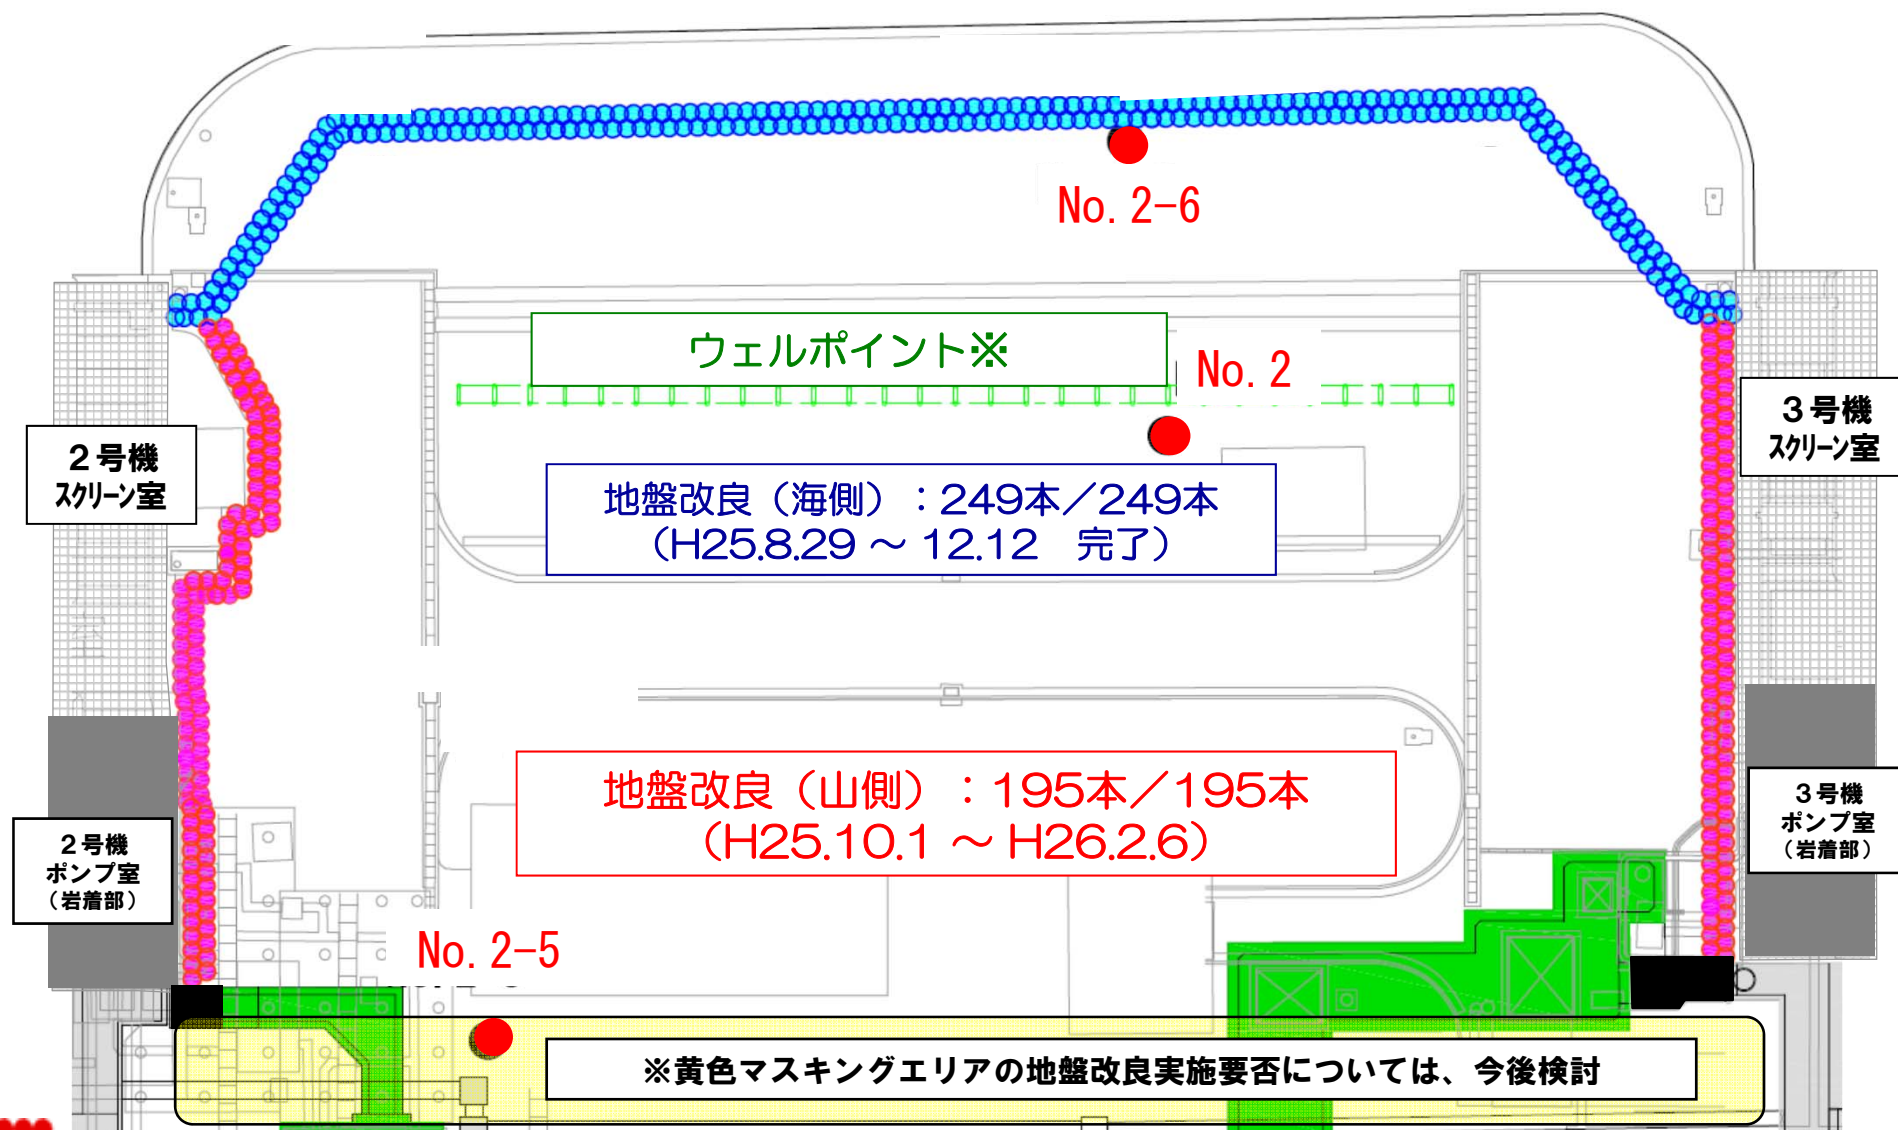 No. 2-6
ウェルポイント※
No. 2
3号機
スクリーン室
2号機
スクリーン室
地盤改良（海側）：249本／249本
（H25.8.29 ～ 12.12　完了）
地盤改良（山側）：195本／195本
（H25.10.1 ～ H26.2.6）
3号機
ポンプ室
（岩着部）
2号機
ポンプ室
（岩着部）
No. 2-5
※黄色マスキングエリアの地盤改良実施要否については、今後検討